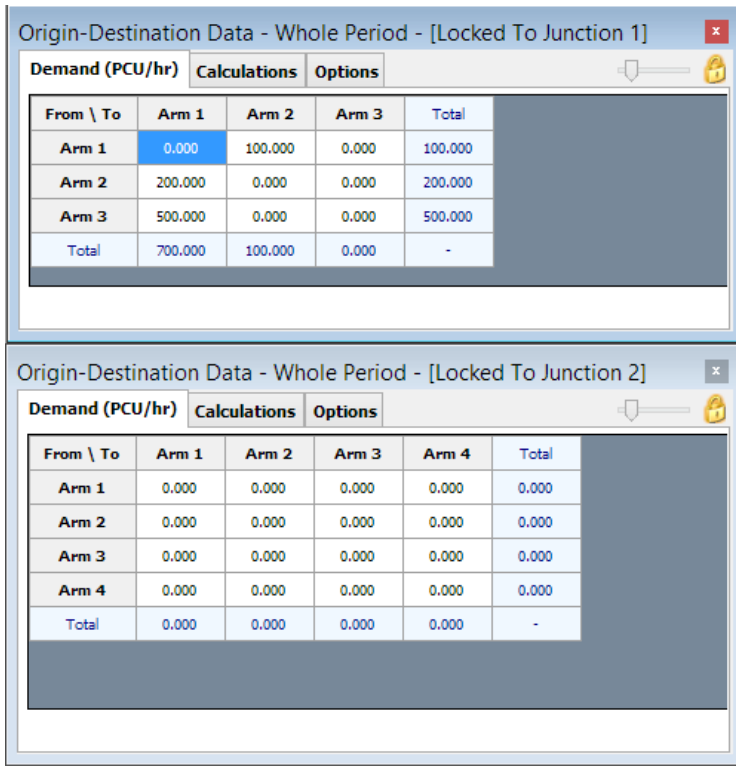 Origin-Destination Data - Whole Period - [Locked To Junction 1] x
Demand (PCU/hr) Calculations Options
From \ To Arm 1 Arm 2 Arm 3 Total
Arm 1 0.000 100.000 0.000 100.000
Arm 2 200.000 0.000 0.000 200.000
Arm 3 500.000 0.000 0.000 500.000
Total 700.000 100.000 0.000 -
Origin-Destination Data - Whole Period - [Locked To Junction 2] x
Demand (PCU/hr) Calculations Options
From \ To Arm 1 Arm 2 Arm 3 Arm 4 Total
Arm 1 0.000 0.000 0.000 0.000 0.000
Arm 2 0.000 0.000 0.000 0.000 0.000
Arm 3 0.000 0.000 0.000 0.000 0.000
Arm 4 0.000 0.000 0.000 0.000 0.000
Total 0.000 0.000 0.000 0.000 -